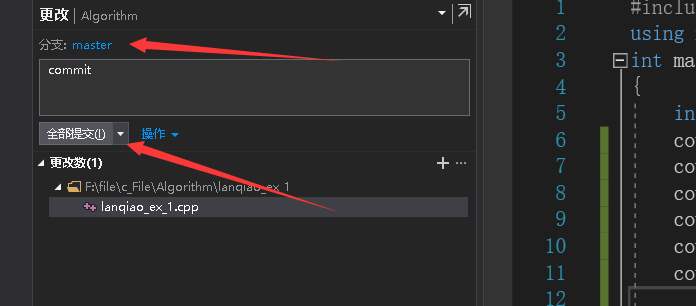 更改 | Algorithm
分支: master
commit
全部提交(I) 操作
更改数(1)
F:\file\c_File\Algorithm\lanqiao_ex_1
lanqiao_ex_1.cpp
1 #inclu
2 using
3 int ma
4 {
5 in
6 co
7 co
8 co
9 co
10 co
11 co
12